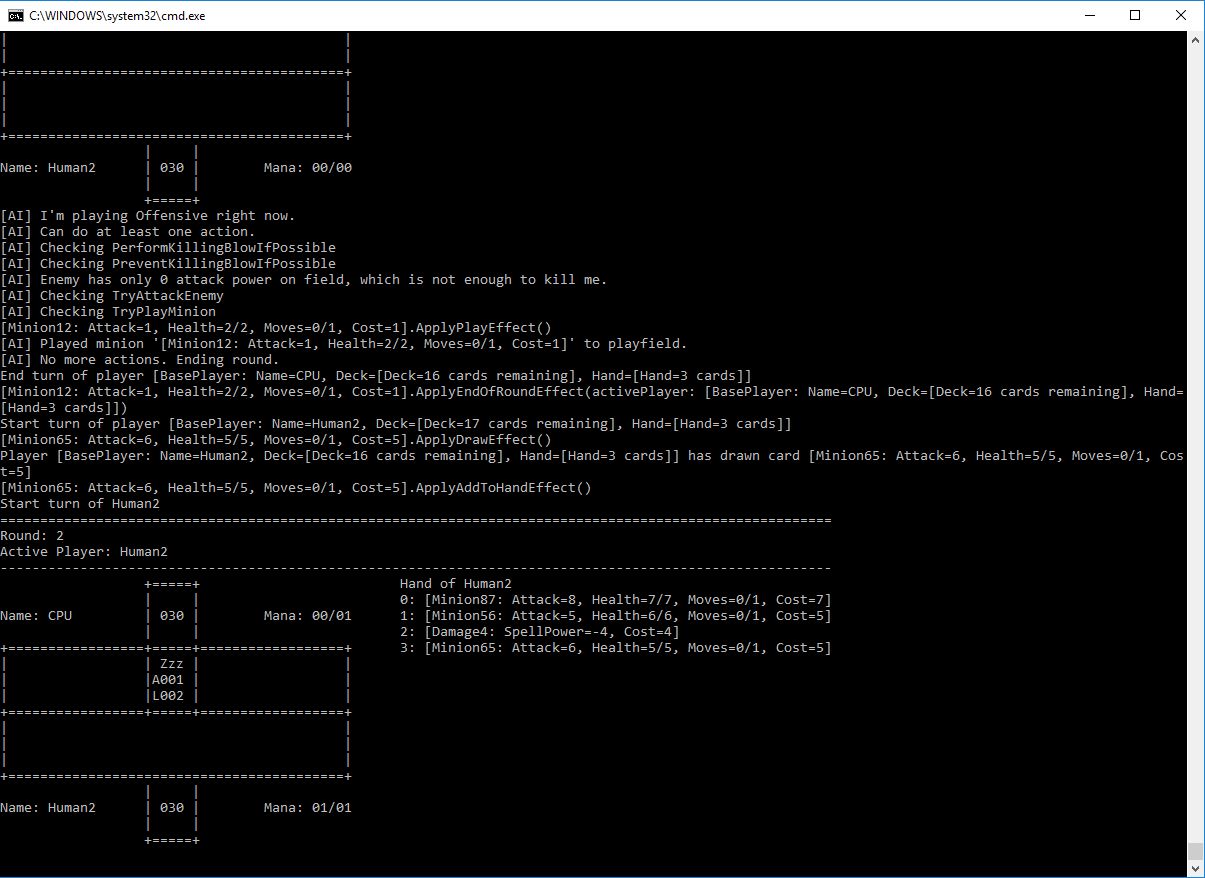 C:\WINDOWS\system32\cmd.exe
|                                          |
|                                          |
+==========================================+
|                                          |
|                                          |
|                                          |
+==========================================+
                  |     |
Name: Human2      | 030 |        Mana: 00/00
                  |     |
                  +=====+
[AI] I'm playing Offensive right now.
[AI] Can do at least one action.
[AI] Checking PerformKillingBlowIfPossible
[AI] Checking PreventKillingBlowIfPossible
[AI] Enemy has only 0 attack power on field, which is not enough to kill me.
[AI] Checking TryAttackEnemy
[AI] Checking TryPlayMinion
[Minion12: Attack=1, Health=2/2, Moves=0/1, Cost=1].ApplyPlayEffect()
[AI] Played minion '[Minion12: Attack=1, Health=2/2, Moves=0/1, Cost=1]' to playfield.
[AI] No more actions. Ending round.
End turn of player [BasePlayer: Name=CPU, Deck=[Deck=16 cards remaining], Hand=[Hand=3 cards]]
[Minion12: Attack=1, Health=2/2, Moves=0/1, Cost=1].ApplyEndOfRoundEffect(activePlayer: [BasePlayer: Name=CPU, Deck=[Deck=16 cards remaining], Hand=
[Hand=3 cards]])
Start turn of player [BasePlayer: Name=Human2, Deck=[Deck=17 cards remaining], Hand=[Hand=3 cards]]
[Minion65: Attack=6, Health=5/5, Moves=0/1, Cost=5].ApplyDrawEffect()
Player [BasePlayer: Name=Human2, Deck=[Deck=16 cards remaining], Hand=[Hand=3 cards]] has drawn card [Minion65: Attack=6, Health=5/5, Moves=0/1, Cos
t=5]
[Minion65: Attack=6, Health=5/5, Moves=0/1, Cost=5].ApplyAddToHandEffect()
Start turn of Human2
========================================================================================================
Round: 2
Active Player: Human2
--------------------------------------------------------------------------------------------------------
                  +=====+                         Hand of Human2
                  |     |                         0: [Minion87: Attack=8, Health=7/7, Moves=0/1, Cost=7]
Name: CPU         | 030 |        Mana: 00/01      1: [Minion56: Attack=5, Health=6/6, Moves=0/1, Cost=5]
                  |     |                         2: [Damage4: SpellPower=-4, Cost=4]
+=================+=====+==================+      3: [Minion65: Attack=6, Health=5/5, Moves=0/1, Cost=5]
|                 | Zzz |                  |
|                 |A001 |                  |
|                 |L002 |                  |
+=================+=====+==================+
|                                          |
|                                          |
|                                          |
+==========================================+
                  |     |
Name: Human2      | 030 |        Mana: 01/01
                  |     |
                  +=====+